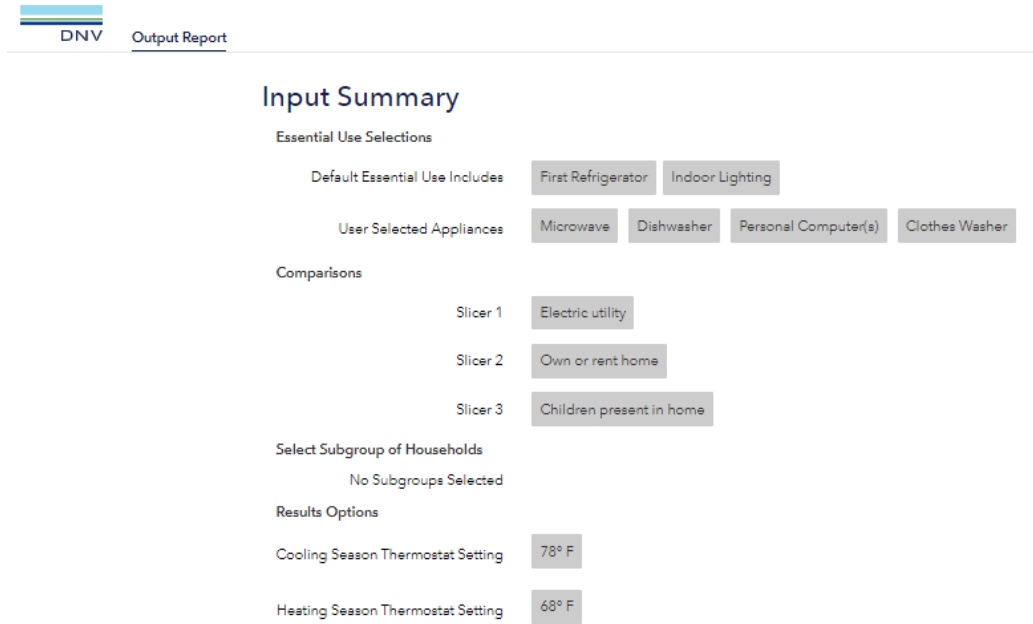 DNV Output Report
Input Summary
Essential Use Selections
Default Essential Use Includes First Refrigerator Indoor Lighting
User Selected Appliances Microwave Dishwasher Personal Computer(s) Clothes Washer
Comparisons
Slicer 1 Electric utility
Slicer 2 Own or rent home
Slicer 3 Children present in home
Select Subgroup of Households
No Subgroups Selected
Results Options
Cooling Season Thermostat Setting 78° F
Heating Season Thermostat Setting 68° F